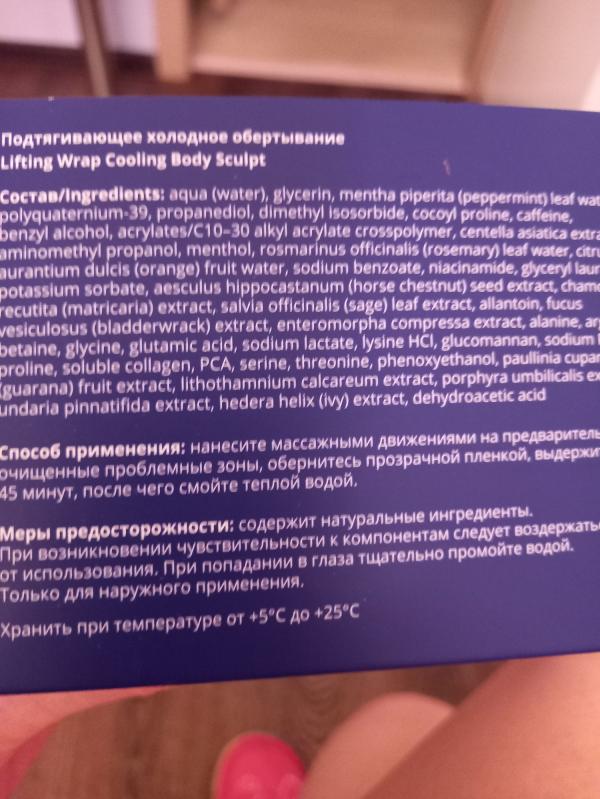 Подтягивающее холодное обертывание
Lifting Wrap Cooling Body Sculpt
Состав/Ingredients: aqua (water), glycerin, mentha piperita (peppermint) leaf wat
polyquaternium-39, propanediol, dimethyl isosorbide, cocoyl proline, caffeine,
benzyl alcohol, acrylates/C10–30 alkyl acrylate crosspolymer, centella asiatica extra
aminomethyl propanol, menthol, rosmarinus officinalis (rosemary) leaf water, citru
aurantium dulcis (orange) fruit water, sodium benzoate, niacinamide, glyceryl laur
potassium sorbate, aesculus hippocastanum (horse chestnut) seed extract, chamo
recutita (matricaria) extract, salvia officinalis (sage) leaf extract, allantoin, fucus
vesiculosus (bladderwrack) extract, enteromorpha compressa extract, alanine, arg
betaine, glycine, glutamic acid, sodium lactate, lysine HCl, glucomannan, sodium
proline, soluble collagen, PCA, serine, threonine, phenoxyethanol, paullinia cupan
(guarana) fruit extract, lithothamnium calcareum extract, porphyra umbilicalis ex
undaria pinnatifida extract, hedera helix (ivy) extract, dehydroacetic acid
Способ применения: нанесите массажными движениями на предварительн
очищенные проблемные зоны, обернитесь прозрачной пленкой, выдержит
45 минут, после чего смойте теплой водой.
Меры предосторожности: содержит натуральные ингредиенты.
При возникновении чувствительности к компонентам следует воздержатьс
от использования. При попадании в глаза тщательно промойте водой.
Только для наружного применения.
Хранить при температуре от +5°C до +25°C